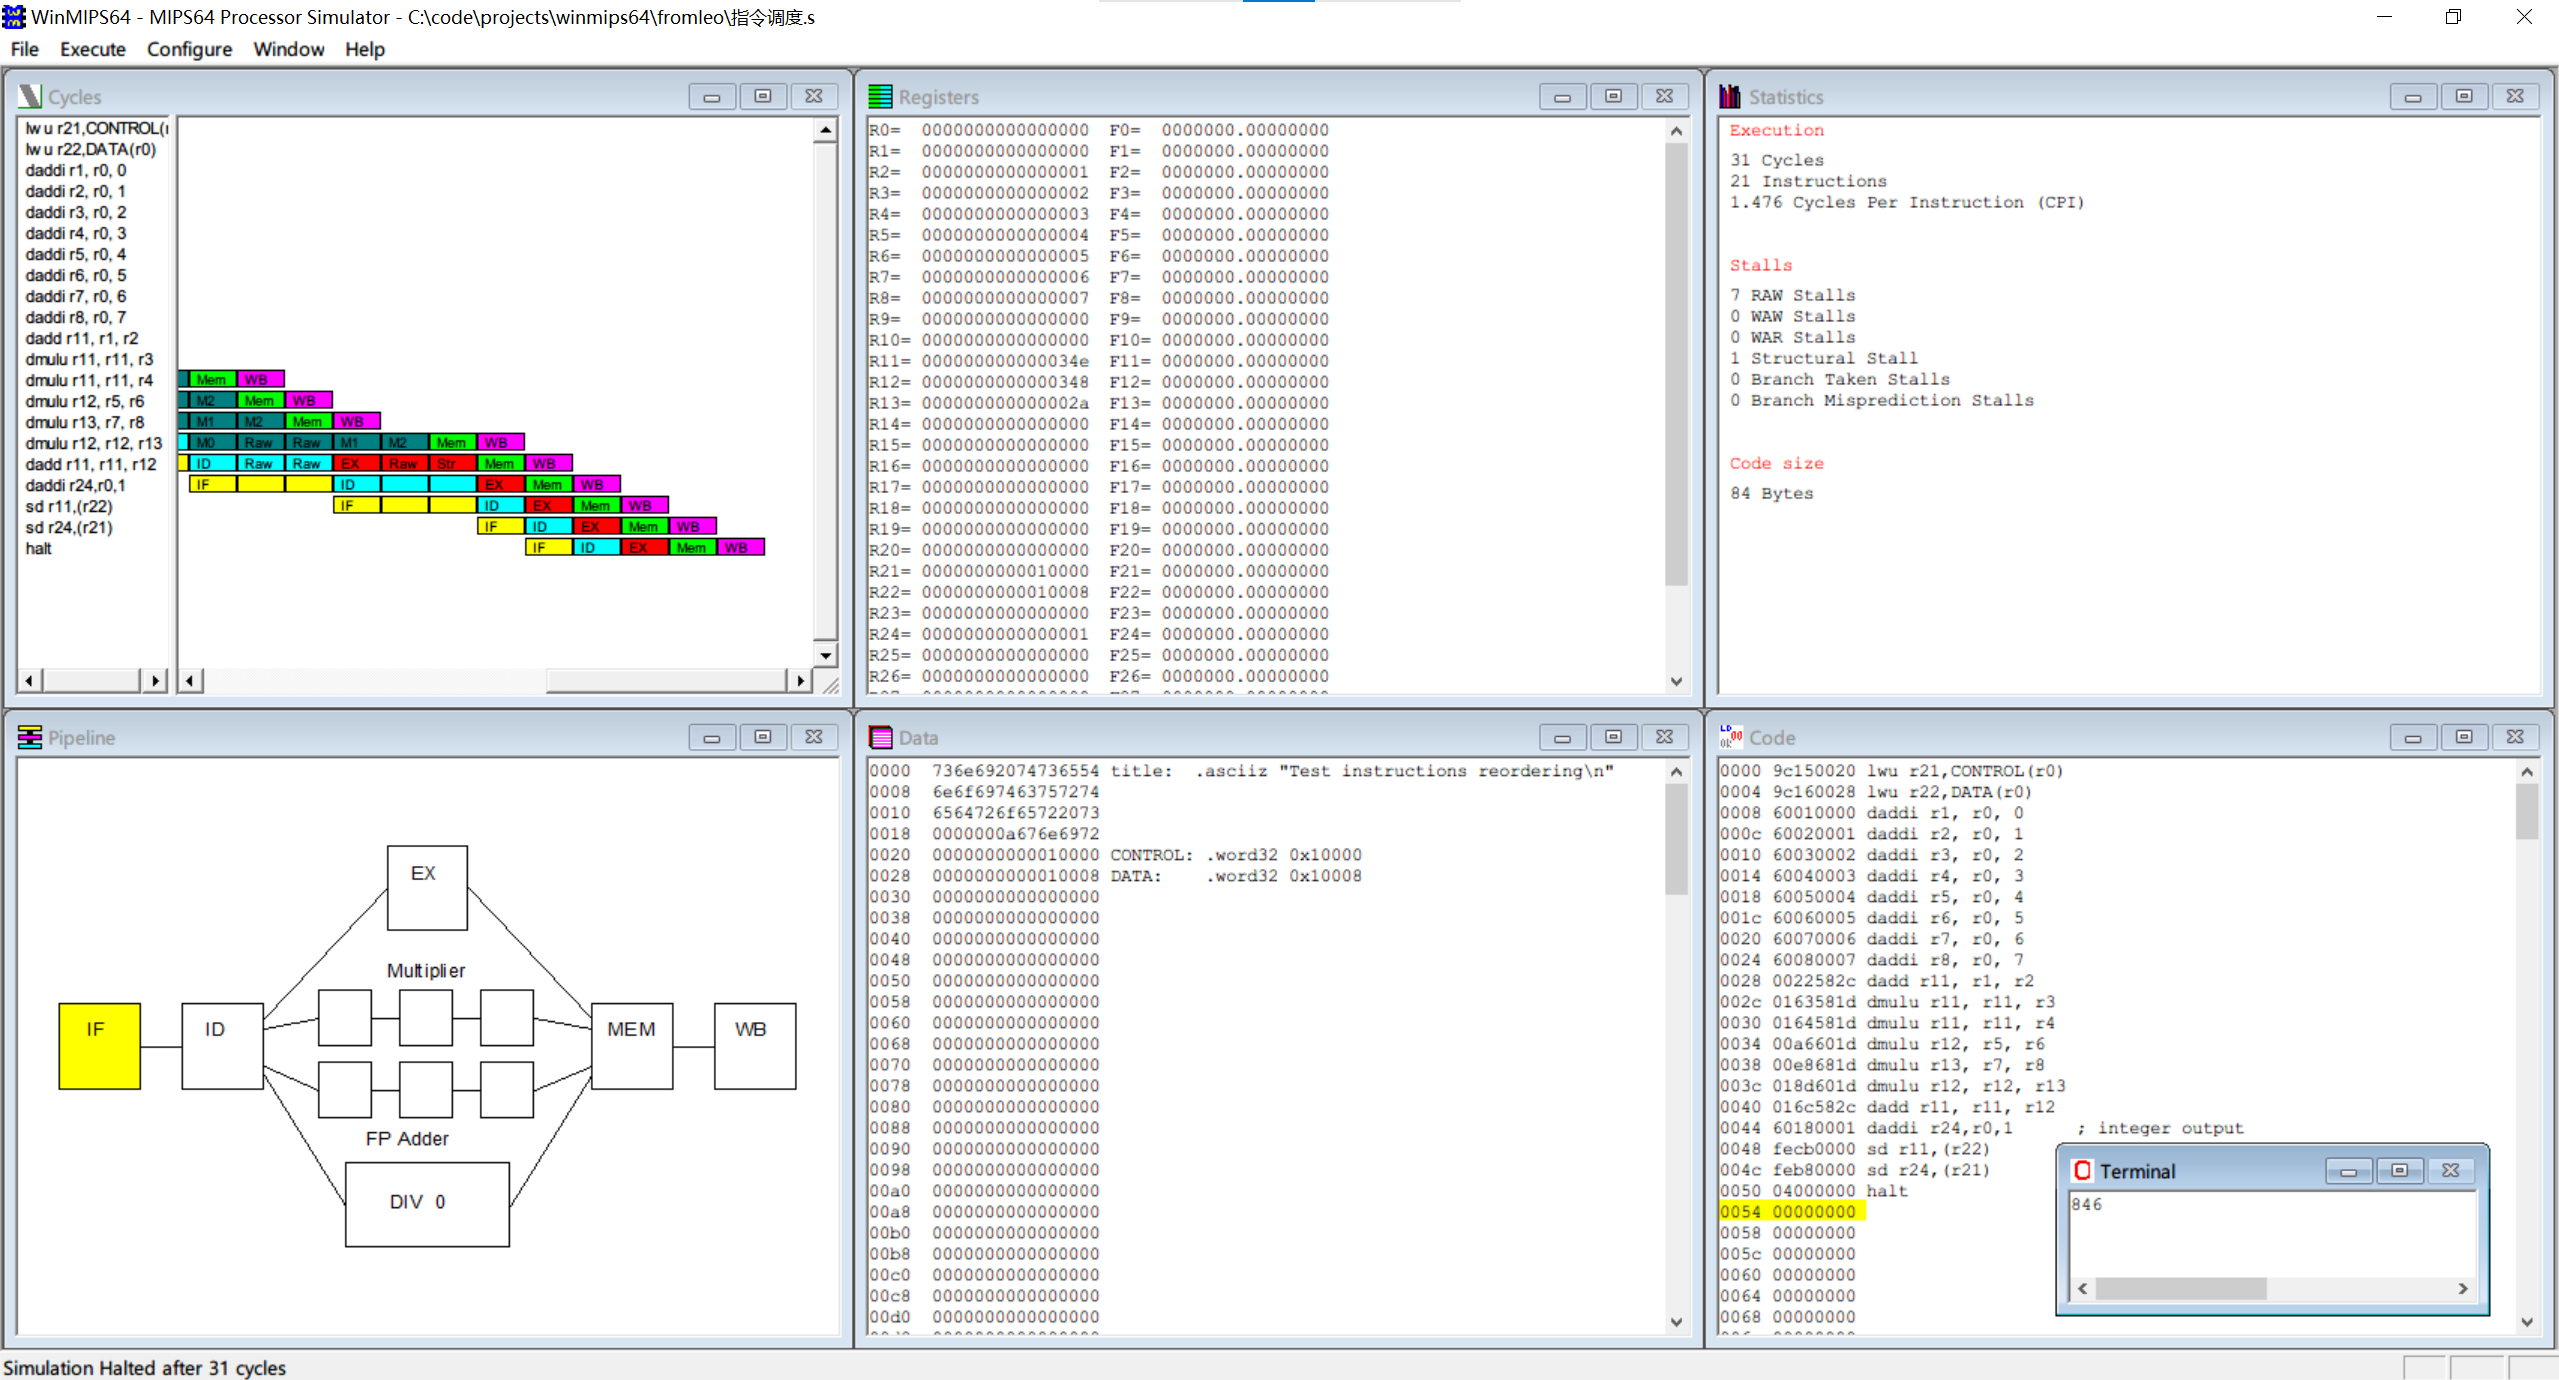 WinMIPS64 - MIPS64 Processor Simulator - C:\code\projects\winmips64\fromleo\指令调度.s
File Execute Configure Window Help
Cycles
lwu r21,CONTROL(r
lwu r22,DATA(r0)
daddi r1, r0, 0
daddi r2, r0, 1
daddi r3, r0, 2
daddi r4, r0, 3
daddi r5, r0, 4
daddi r6, r0, 5
daddi r7, r0, 6
daddi r8, r0, 7
dadd r11, r1, r2
dmulu r11, r11, r3
dmulu r11, r11, r4 Mem WB
dmulu r12, r5, r6 M2 Mem WB
dmulu r13, r7, r8 M1 M2 Mem WB
dmulu r12, r12, r13 M0 Raw Raw M1 M2 Mem WB
dadd r11, r11, r12 ID Raw Raw EX Raw Str Mem WB
daddi r24,r0,1 IF ID EX Mem WB
sd r11,(r22) IF ID EX Mem WB
sd r24,(r21) IF ID EX Mem WB
halt IF ID EX Mem WB
Registers
R0= 0000000000000000 F0= 0000000.00000000
R1= 0000000000000000 F1= 0000000.00000000
R2= 0000000000000001 F2= 0000000.00000000
R3= 0000000000000002 F3= 0000000.00000000
R4= 0000000000000003 F4= 0000000.00000000
R5= 0000000000000004 F5= 0000000.00000000
R6= 0000000000000005 F6= 0000000.00000000
R7= 0000000000000006 F7= 0000000.00000000
R8= 0000000000000007 F8= 0000000.00000000
R9= 0000000000000000 F9= 0000000.00000000
R10= 0000000000000000 F10= 0000000.00000000
R11= 000000000000034e F11= 0000000.00000000
R12= 0000000000000348 F12= 0000000.00000000
R13= 000000000000002a F13= 0000000.00000000
R14= 0000000000000000 F14= 0000000.00000000
R15= 0000000000000000 F15= 0000000.00000000
R16= 0000000000000000 F16= 0000000.00000000
R17= 0000000000000000 F17= 0000000.00000000
R18= 0000000000000000 F18= 0000000.00000000
R19= 0000000000000000 F19= 0000000.00000000
R20= 0000000000000000 F20= 0000000.00000000
R21= 0000000000010000 F21= 0000000.00000000
R22= 0000000000010008 F22= 0000000.00000000
R23= 0000000000000000 F23= 0000000.00000000
R24= 0000000000000001 F24= 0000000.00000000
R25= 0000000000000000 F25= 0000000.00000000
R26= 0000000000000000 F26= 0000000.00000000
Statistics
Execution
31 Cycles
21 Instructions
1.476 Cycles Per Instruction (CPI)
Stalls
7 RAW Stalls
0 WAW Stalls
0 WAR Stalls
1 Structural Stall
0 Branch Taken Stalls
0 Branch Misprediction Stalls
Code size
84 Bytes
Pipeline
EX
Multiplier
IF ID MEM WB
FP Adder
DIV 0
Data
0000 736e692074736554 title: .asciiz "Test instructions reordering\n"
0008 6e6f697463757274
0010 6564726f65722073
0018 0000000a676e6972
0020 0000000000010000 CONTROL: .word32 0x10000
0028 0000000000010008 DATA: .word32 0x10008
0030 0000000000000000
0038 0000000000000000
0040 0000000000000000
0048 0000000000000000
0050 0000000000000000
0058 0000000000000000
0060 0000000000000000
0068 0000000000000000
0070 0000000000000000
0078 0000000000000000
0080 0000000000000000
0088 0000000000000000
0090 0000000000000000
0098 0000000000000000
00a0 0000000000000000
00a8 0000000000000000
00b0 0000000000000000
00b8 0000000000000000
00c0 0000000000000000
00c8 0000000000000000
00d0 0000000000000000
Code
0000 9c150020 lwu r21,CONTROL(r0)
0004 9c160028 lwu r22,DATA(r0)
0008 60010000 daddi r1, r0, 0
000c 60020001 daddi r2, r0, 1
0010 60030002 daddi r3, r0, 2
0014 60040003 daddi r4, r0, 3
0018 60050004 daddi r5, r0, 4
001c 60060005 daddi r6, r0, 5
0020 60070006 daddi r7, r0, 6
0024 60080007 daddi r8, r0, 7
0028 0022582c dadd r11, r1, r2
002c 0163581d dmulu r11, r11, r3
0030 0164581d dmulu r11, r11, r4
0034 00a6601d dmulu r12, r5, r6
0038 00e8681d dmulu r13, r7, r8
003c 018d601d dmulu r12, r12, r13
0040 016c582c dadd r11, r11, r12
0044 60180001 daddi r24,r0,1 ; integer output
0048 fecb0000 sd r11,(r22)
004c feb80000 sd r24,(r21)
0050 04000000 halt
0054 00000000
0058 00000000
005c 00000000
0060 00000000
0064 00000000
0068 00000000
Terminal
846
Simulation Halted after 31 cycles